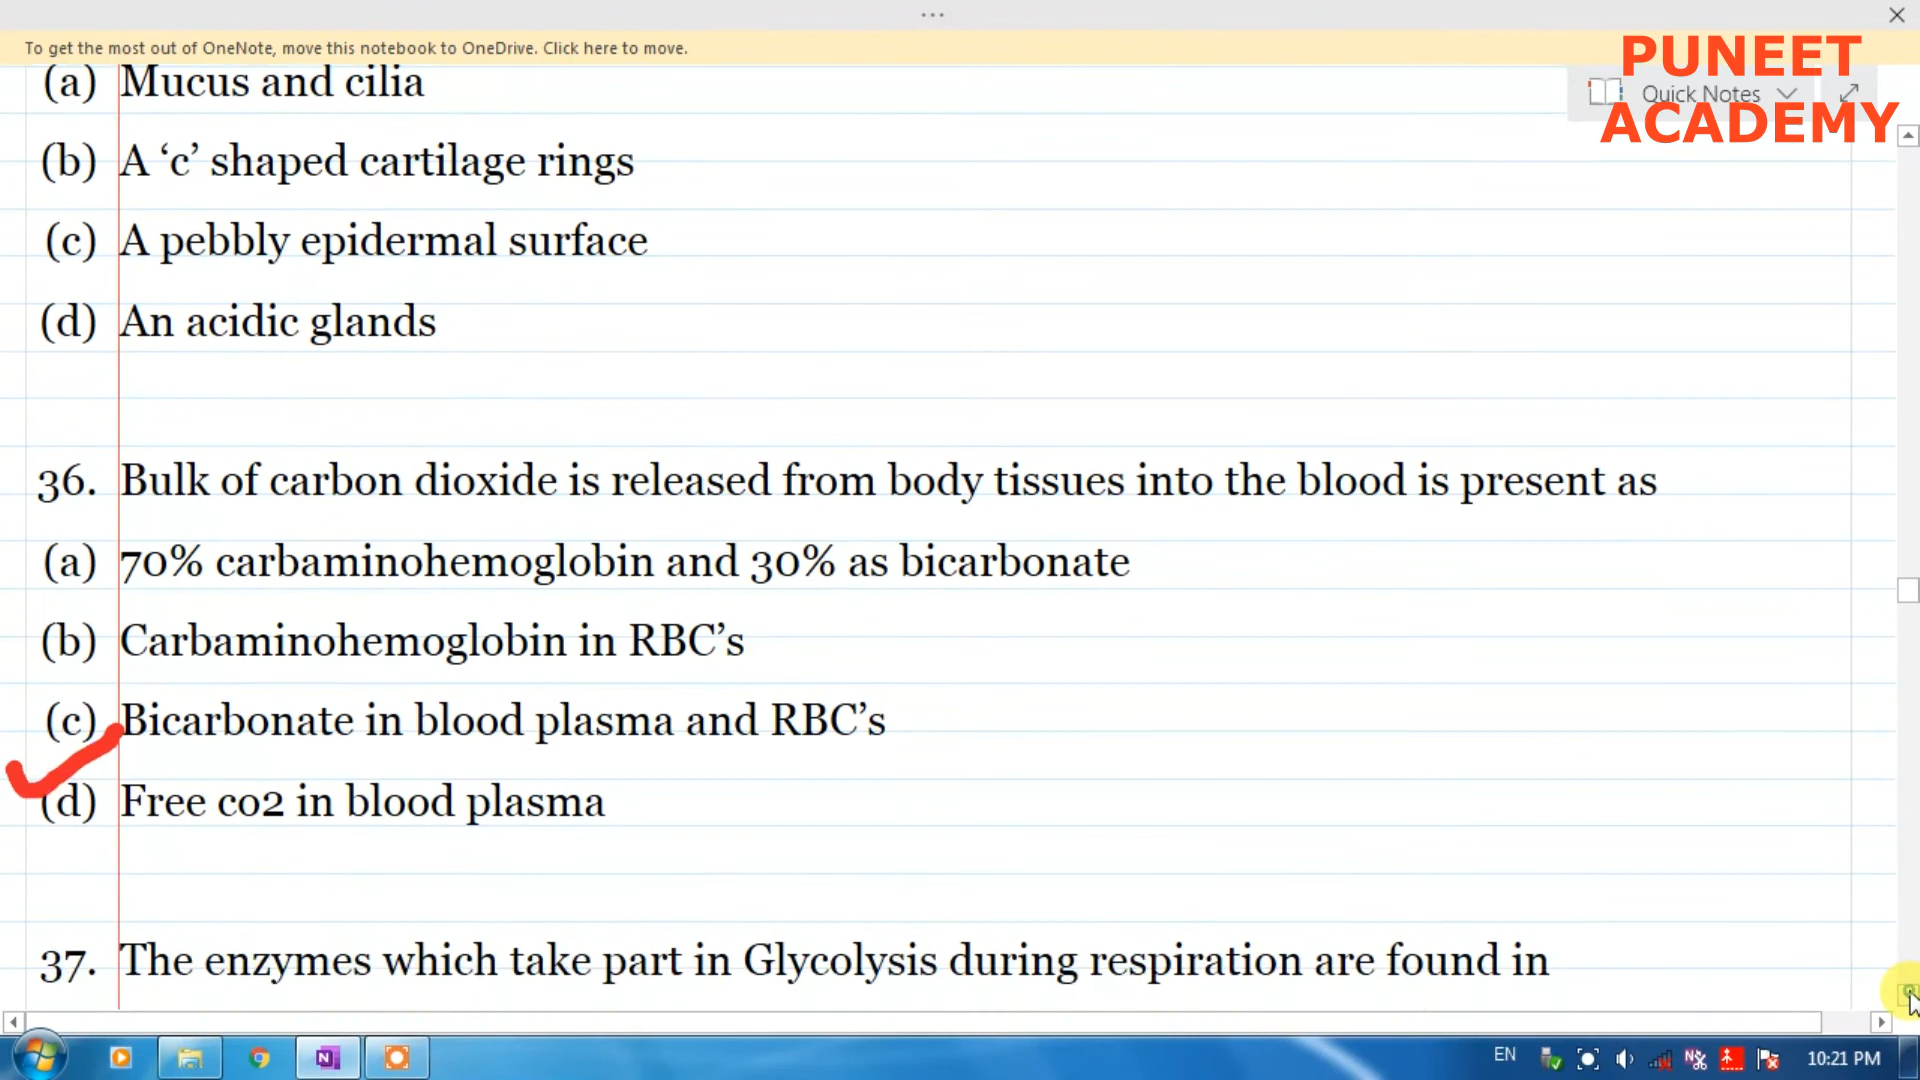 To get the most out of OneNote, move this notebook to OneDrive. Click here to move.
PUNEET
ACADEMY
Quick Notes
(a) Mucus and cilia
(b) A ‘c’ shaped cartilage rings
(c) A pebbly epidermal surface
(d) An acidic glands
36. Bulk of carbon dioxide is released from body tissues into the blood is present as
(a) 70% carbaminohemoglobin and 30% as bicarbonate
(b) Carbaminohemoglobin in RBC’s
(c) Bicarbonate in blood plasma and RBC’s
(d) Free co2 in blood plasma
37. The enzymes which take part in Glycolysis during respiration are found in
EN
10:21 PM